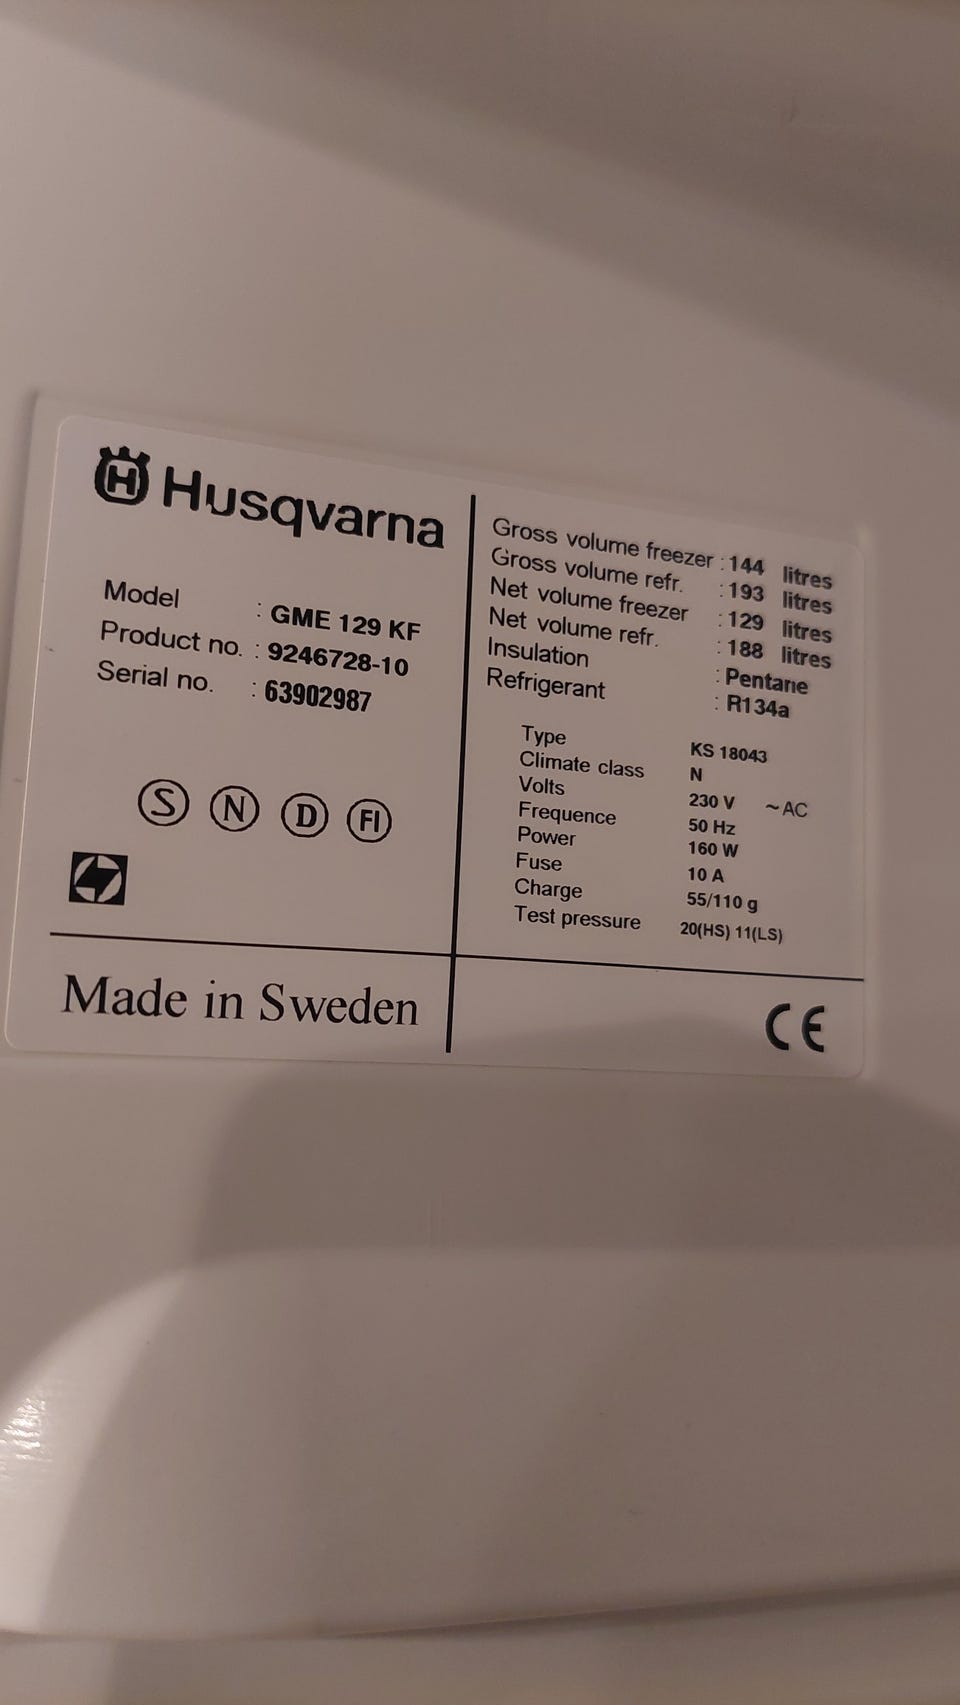 H Husqvarna
Model : GME 129 KF
Product no. : 9246728-10
Serial no. : 63902987
S N D FI
Made in Sweden
Gross volume freezer : 144 litres
Gross volume refr. : 193 litres
Net volume freezer : 129 litres
Net volume refr. : 188 litres
Insulation : Pentane
Refrigerant : R134a
Type KS 18043
Climate class N
Volts 230 V ~ AC
Frequence 50 Hz
Power 160 W
Fuse 10 A
Charge 55/110 g
Test pressure 20(HS) 11(LS)
CE